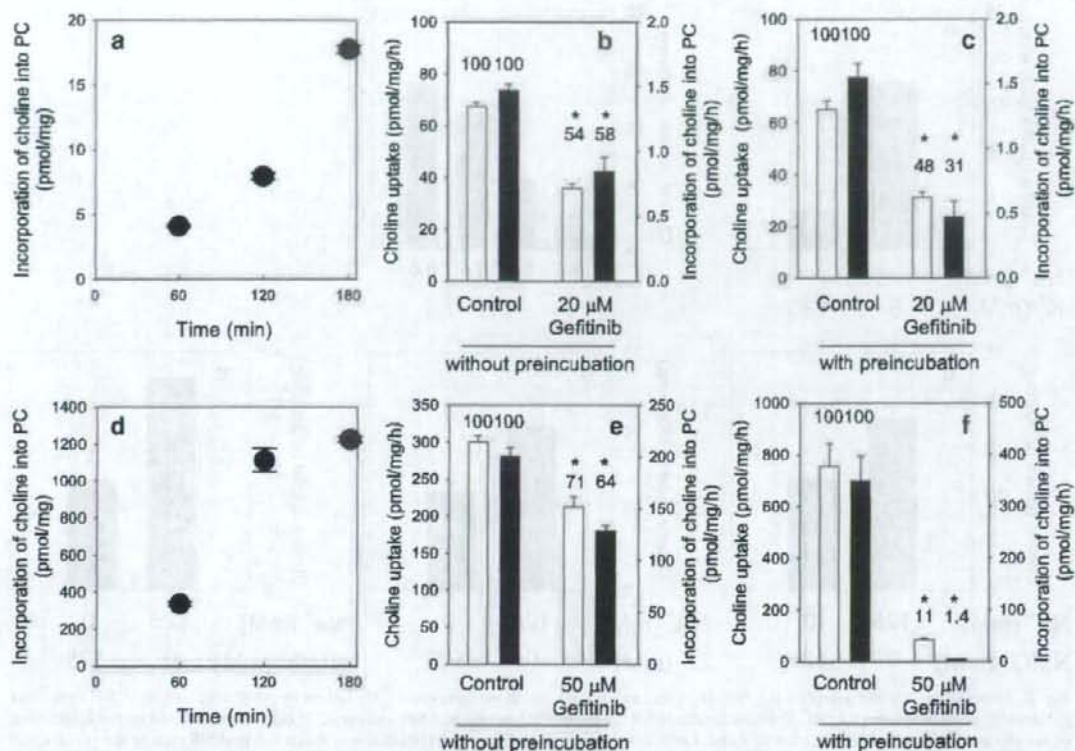 a
Incorporation of choline into PC
(pmol/mg)
20
15
10
5
0
0 60 120 180
Time (min)
b
Choline uptake (pmol/mg/h)
100
80
60
40
20
0
100 100
* *
54 58
2.0
1.5
1.0
0.5
0.0
Incorporation of choline into PC
(pmol/mg/h)
Control 20 μM
Gefitinib
without preincubation
c
Choline uptake (pmol/mg/h)
100
80
60
40
20
0
100 100
* *
48 31
2.0
1.5
1.0
0.5
0.0
Incorporation of choline into PC
(pmol/mg/h)
Control 20 μM
Gefitinib
with preincubation
d
Incorporation of choline into PC
(pmol/mg)
1400
1200
1000
800
600
400
200
0
0 60 120 180
Time (min)
e
Choline uptake (pmol/mg/h)
350
300
250
200
150
100
50
0
100 100
* *
71 64
250
200
150
100
50
0
Incorporation of choline into PC
(pmol/mg/h)
Control 50 μM
Gefitinib
without preincubation
f
Choline uptake (pmol/mg/h)
1000
800
600
400
200
0
100 100
* *
11 1.4
500
400
300
200
100
0
Incorporation of choline into PC
(pmol/mg/h)
Control 50 μM
Gefitinib
with preincubation